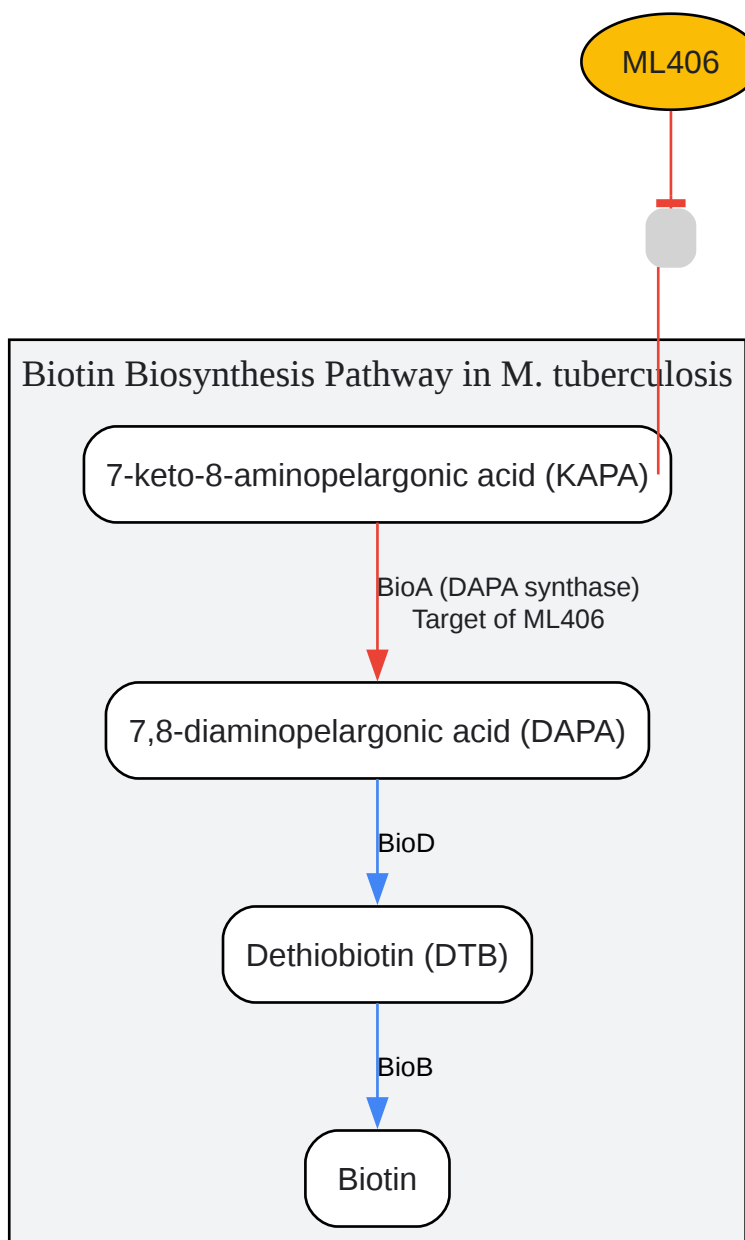 ML406
Biotin Biosynthesis Pathway in M. tuberculosis
7-keto-8-aminopelargonic acid (KAPA)
BioA (DAPA synthase)
Target of ML406
7,8-diaminopelargonic acid (DAPA)
BioD
Dethiobiotin (DTB)
BioB
Biotin